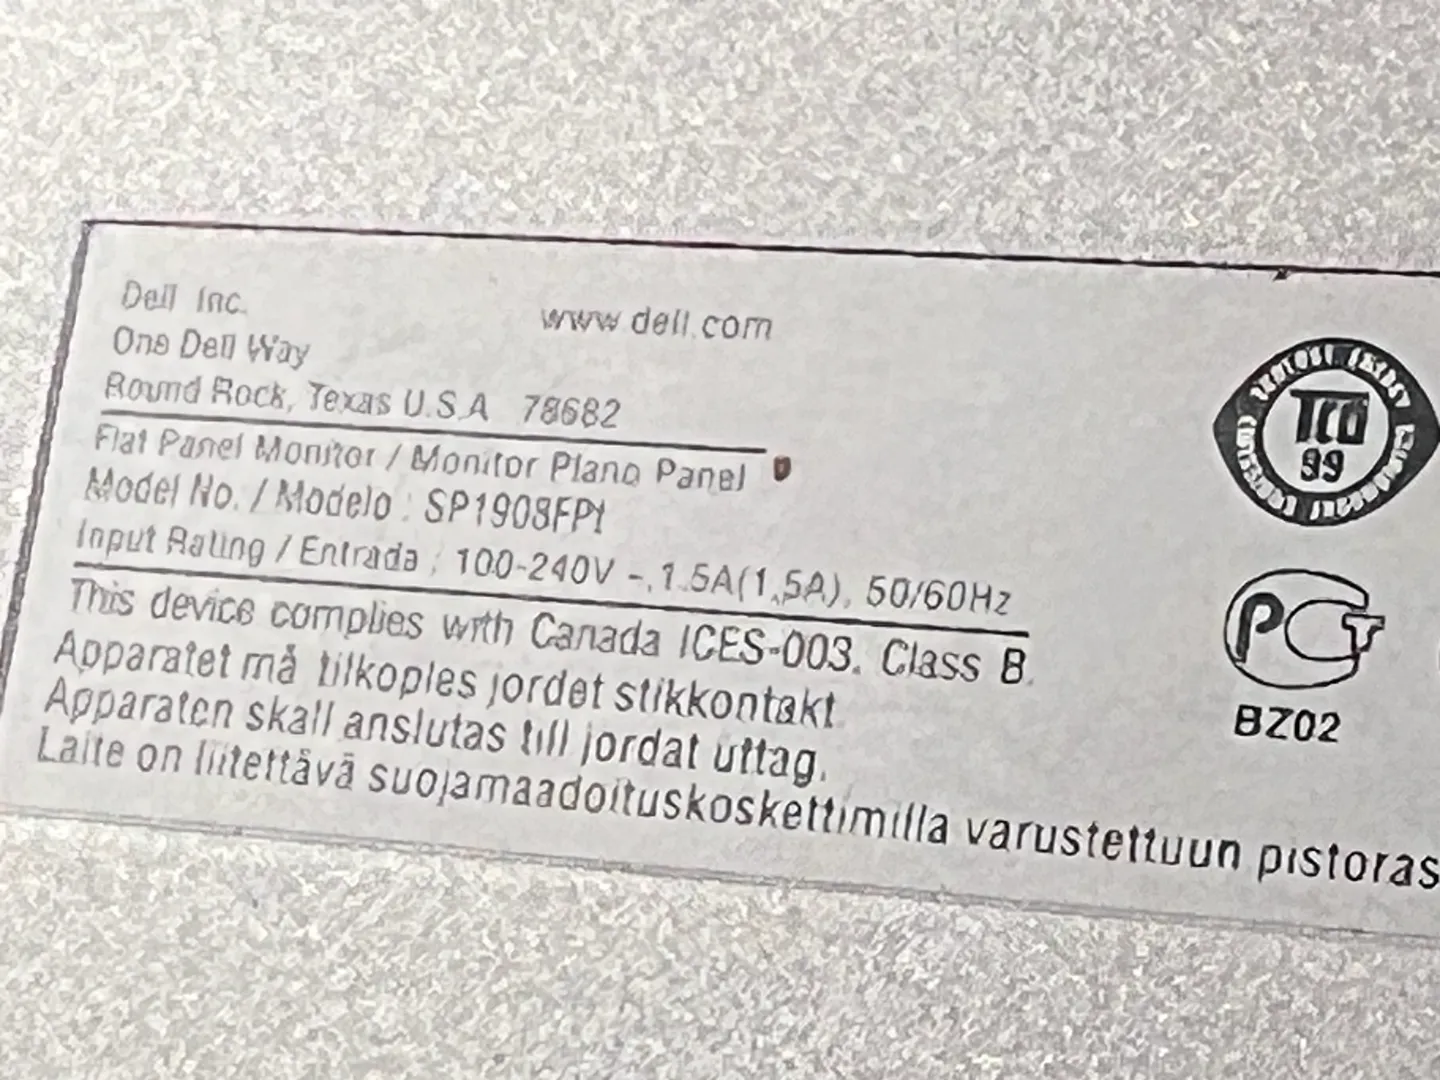 Dell Inc.
www.dell.com
One Dell Way
Round Rock, Texas U.S.A 78682
Flat Panel Monitor / Monitor Plano Panel
Model No. / Modelo : SP1908FPt
Input Rating / Entrada : 100-240V ~, 1.5A(1,5A), 50/60Hz
This device complies with Canada ICES-003. Class B.
Apparatet må tilkoples jordet stikkontakt
Apparaten skall anslutas till jordat uttag.
Laite on liitettävä suojamaadoituskoskettimilla varustettuun pistoras
TCO
99
PCT
BZ02